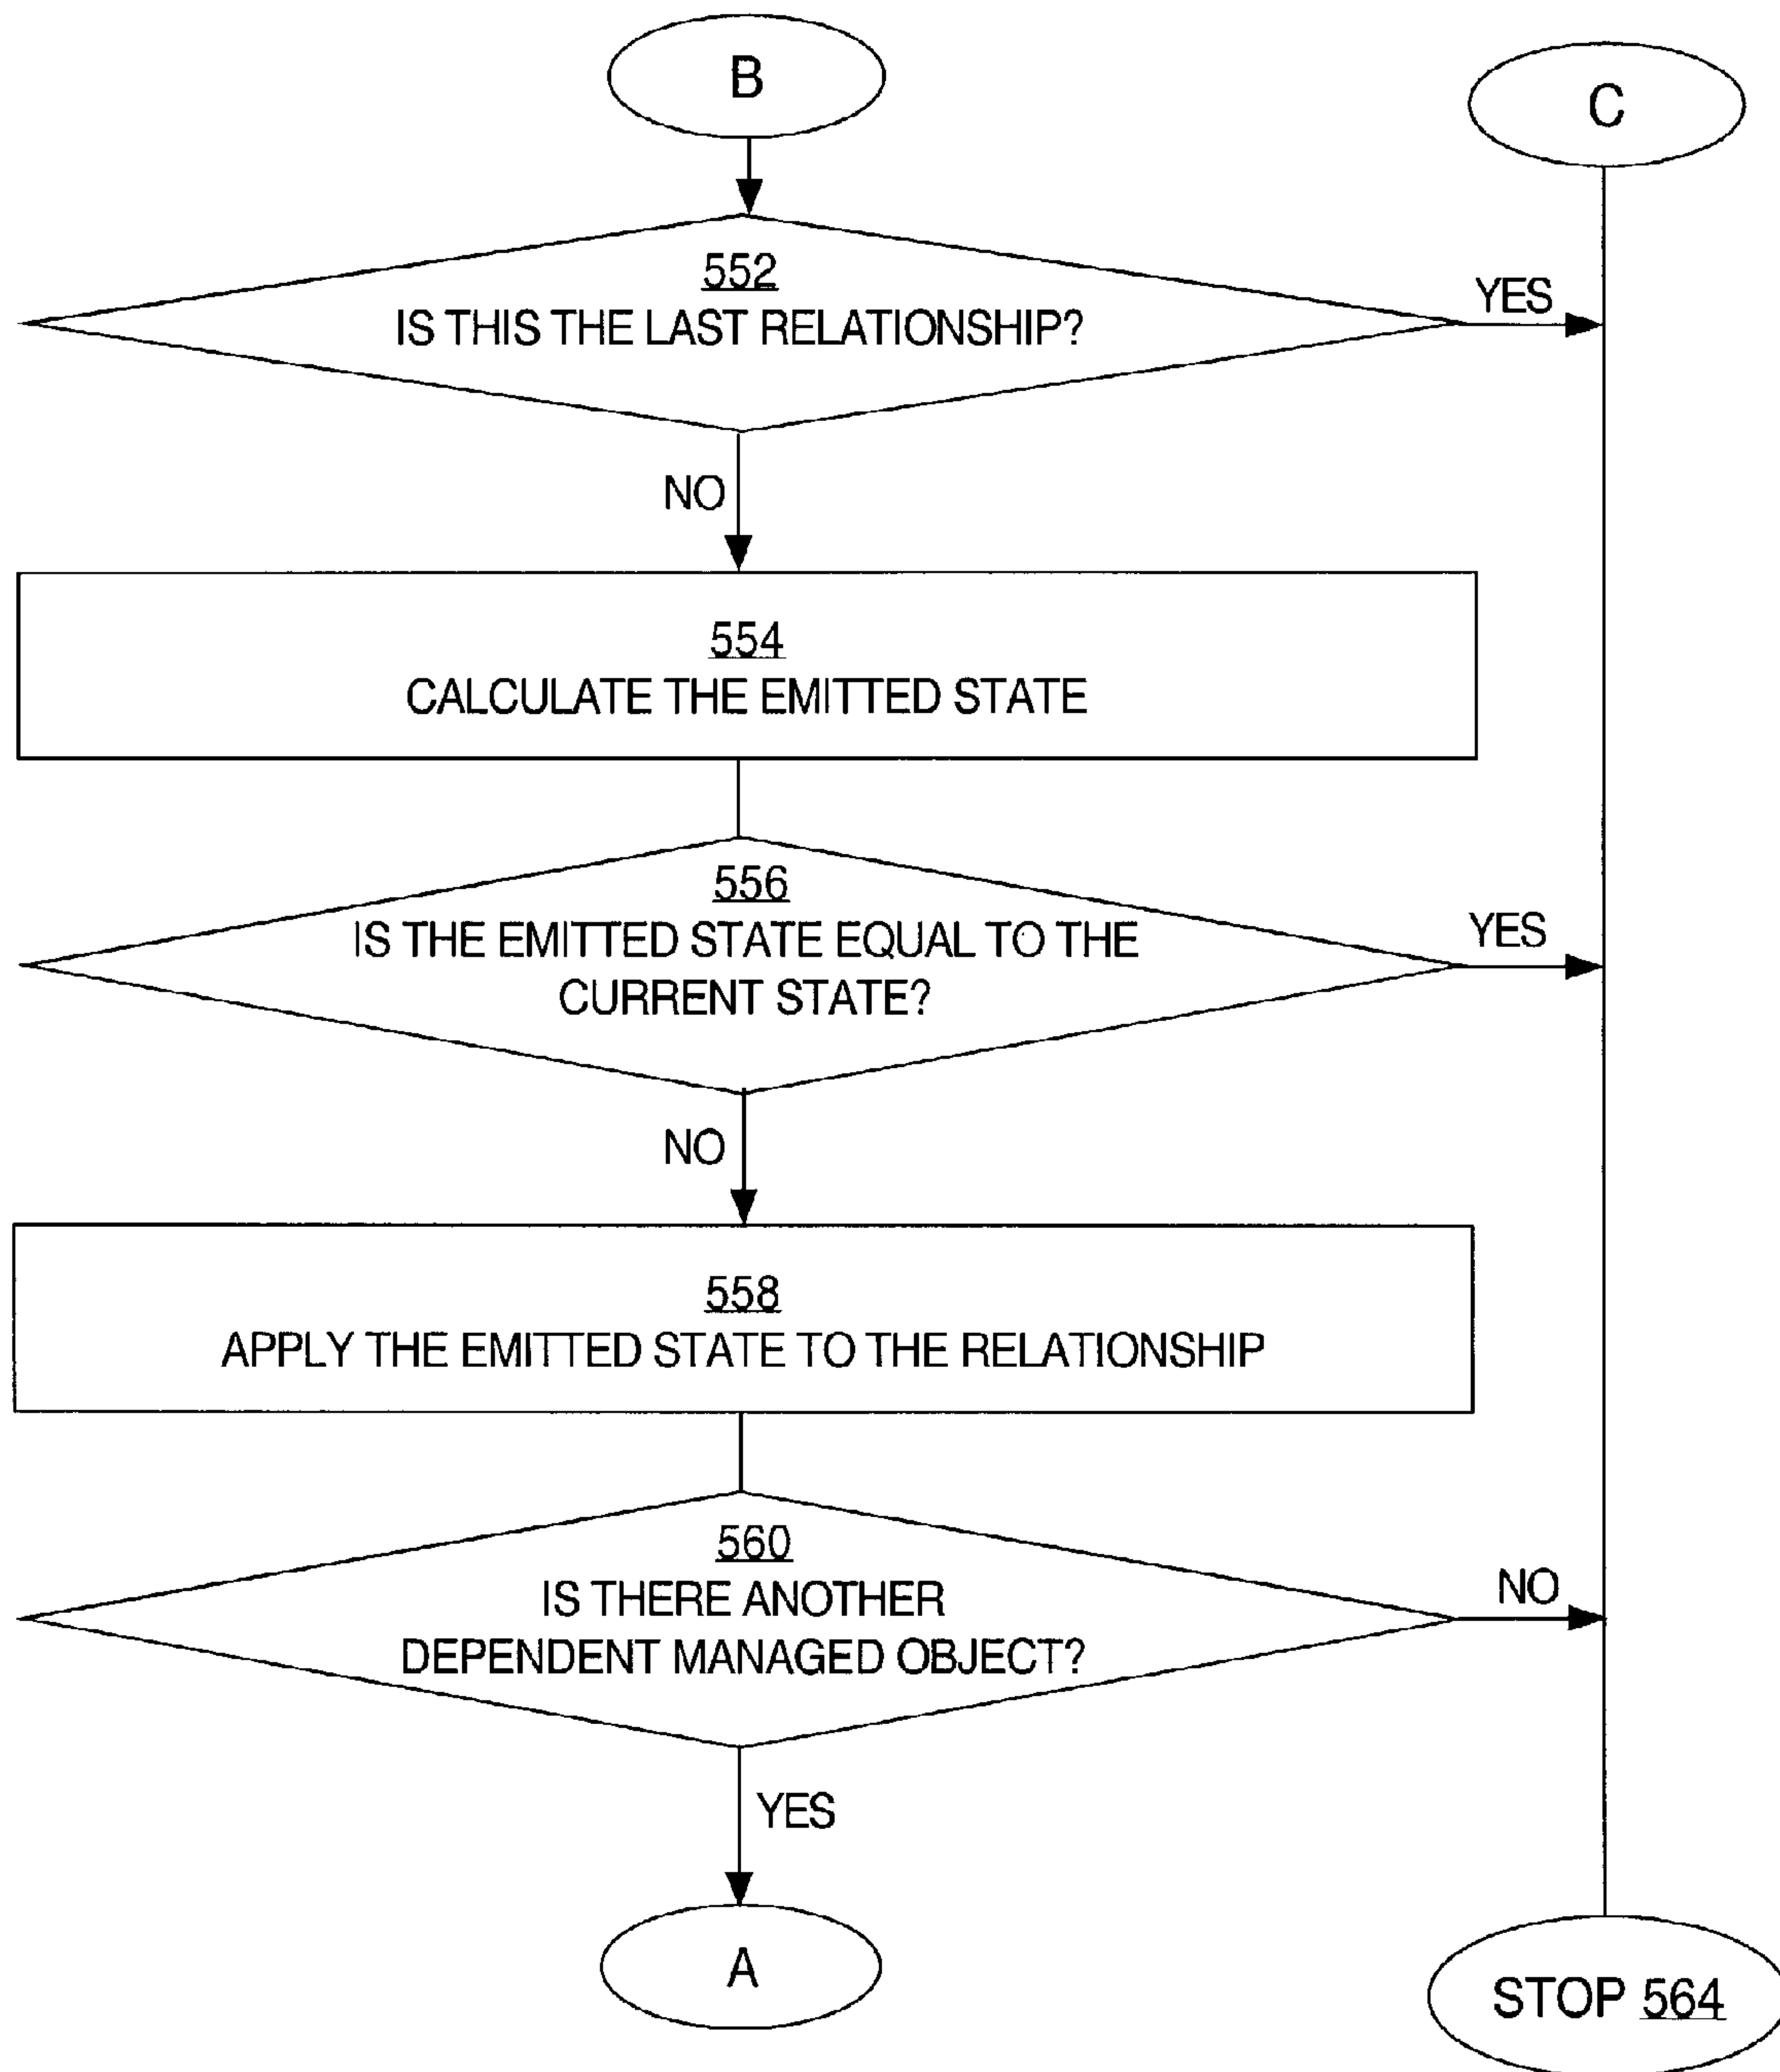 B
C
552
IS THIS THE LAST RELATIONSHIP?
YES
NO
554
CALCULATE THE EMITTED STATE
556
IS THE EMITTED STATE EQUAL TO THE
CURRENT STATE?
YES
NO
558
APPLY THE EMITTED STATE TO THE RELATIONSHIP
560
IS THERE ANOTHER
DEPENDENT MANAGED OBJECT?
NO
YES
A
STOP 564